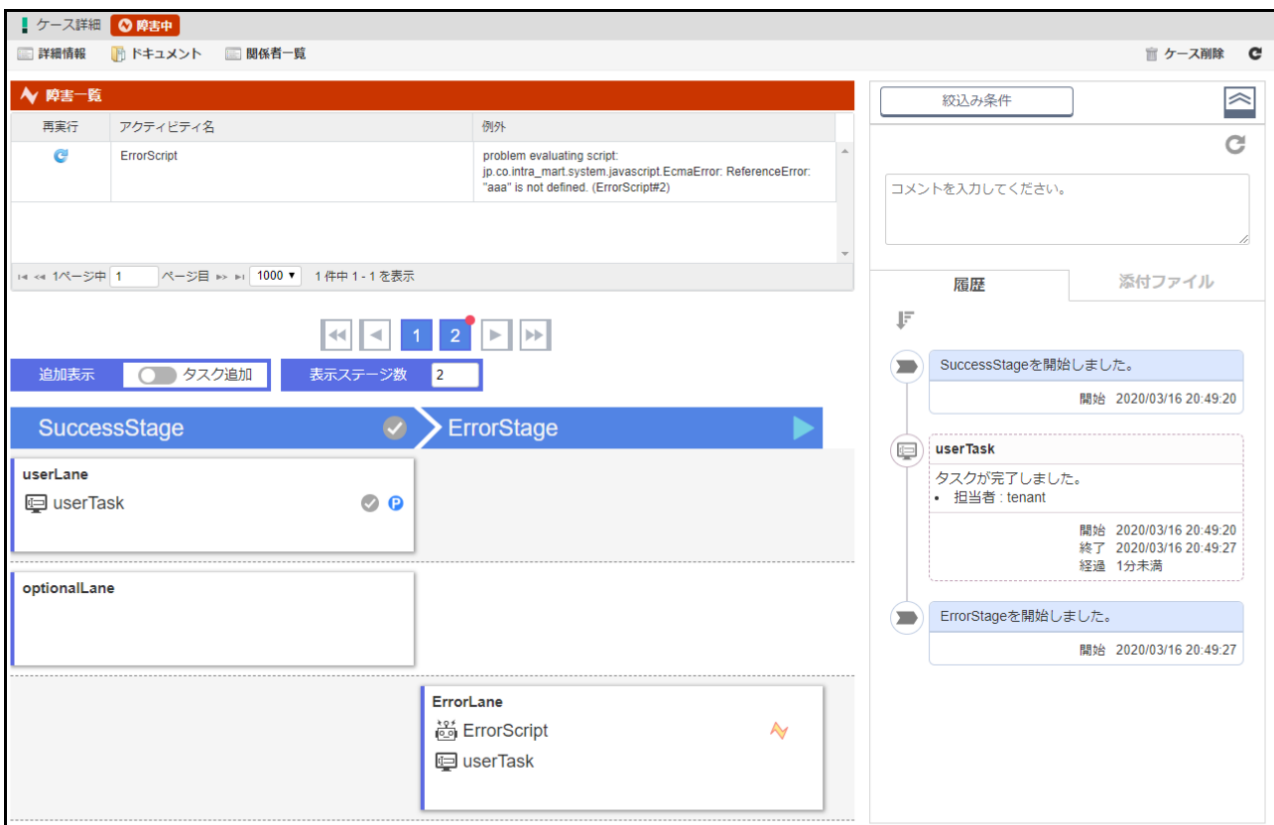 ケース詳細 障害中
詳細情報 ドキュメント 関係者一覧 ケース削除
障害一覧
再実行 アクティビティ名 例外
ErrorScript
problem evaluating script:
jp.co.intra_mart.system.javascript.EcmaError: ReferenceError:
"aaa" is not defined. (ErrorScript#2)
1ページ中 1 ページ目 1000 1 件中 1 - 1 を表示
1 2
追加表示 タスク追加 表示ステージ数 2
SuccessStage ErrorStage
userLane
userTask P
optionalLane
ErrorLane
ErrorScript
userTask
絞込み条件
コメントを入力してください。
履歴 添付ファイル
SuccessStageを開始しました。
開始 2020/03/16 20:49:20
userTask
タスクが完了しました。
• 担当者 : tenant
開始 2020/03/16 20:49:20
終了 2020/03/16 20:49:27
経過 1分未満
ErrorStageを開始しました。
開始 2020/03/16 20:49:27